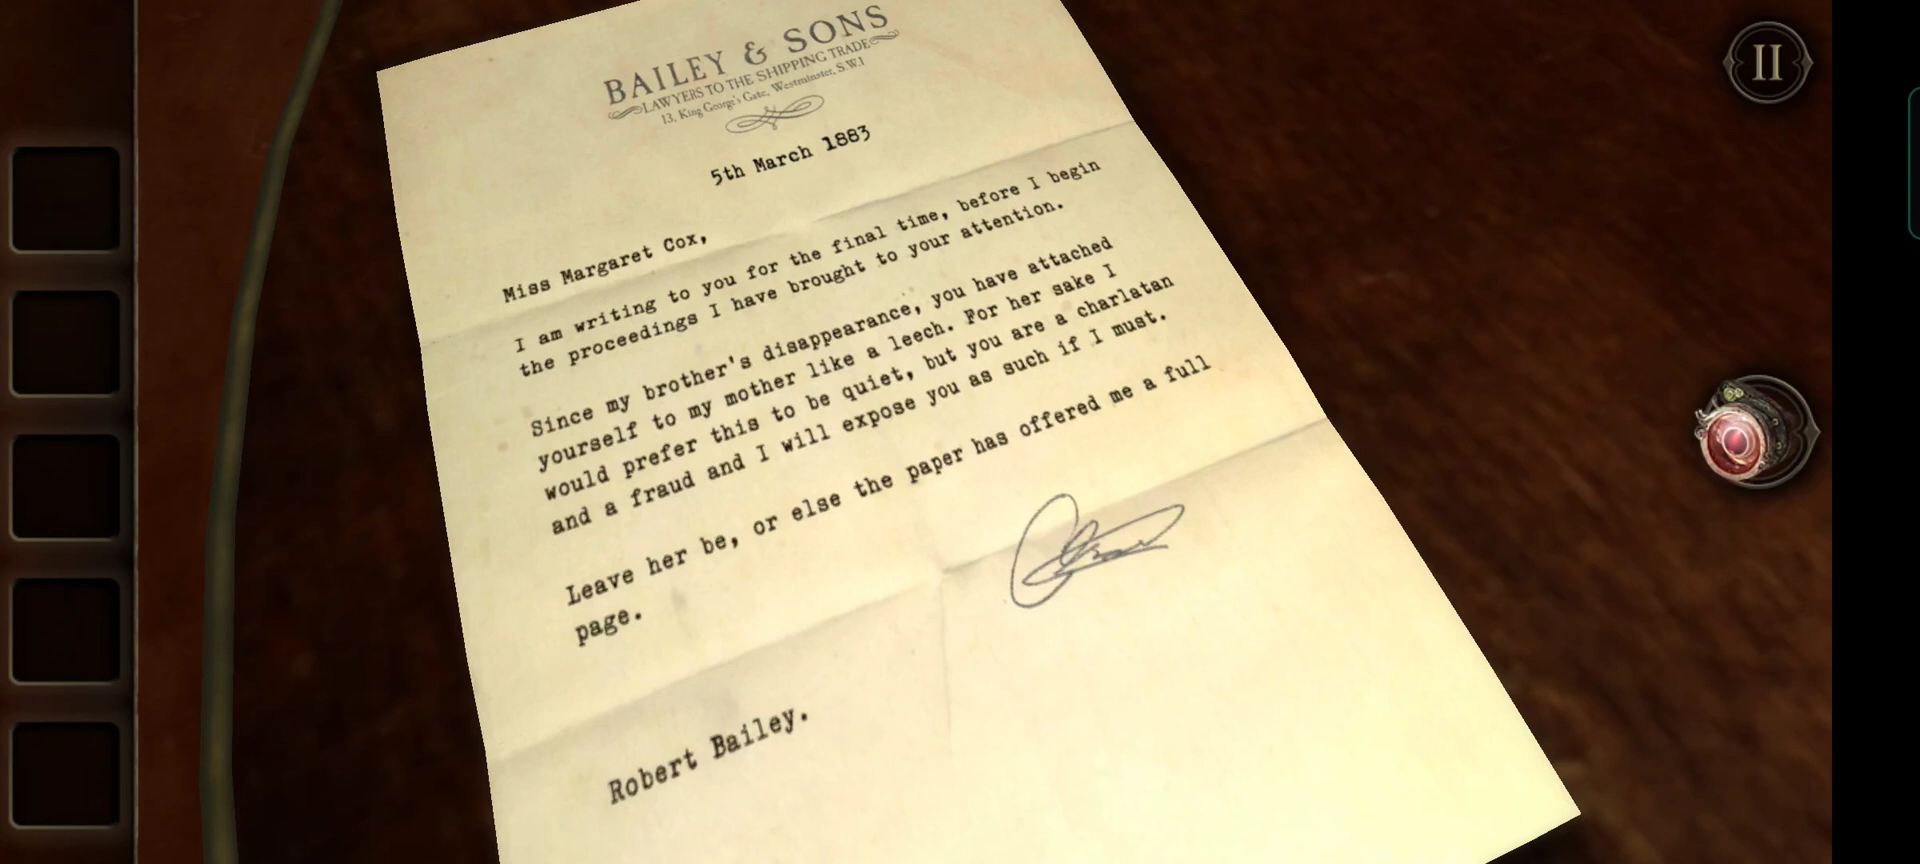 BAILEY & SONS
LAWYERS TO THE SHIPPING TRADE
13, King George's Gate, Westminster, S.W.1
5th March 1883
Miss Margaret Cox,
I am writing to you for the final time, before I begin
the proceedings I have brought to your attention.
Since my brother's disappearance, you have attached
yourself to my mother like a leech. For her sake I
would prefer this to be quiet, but you are a charlatan
and a fraud and I will expose you as such if I must.
Leave her be, or else the paper has offered me a full
page.
Robert Bailey.
II